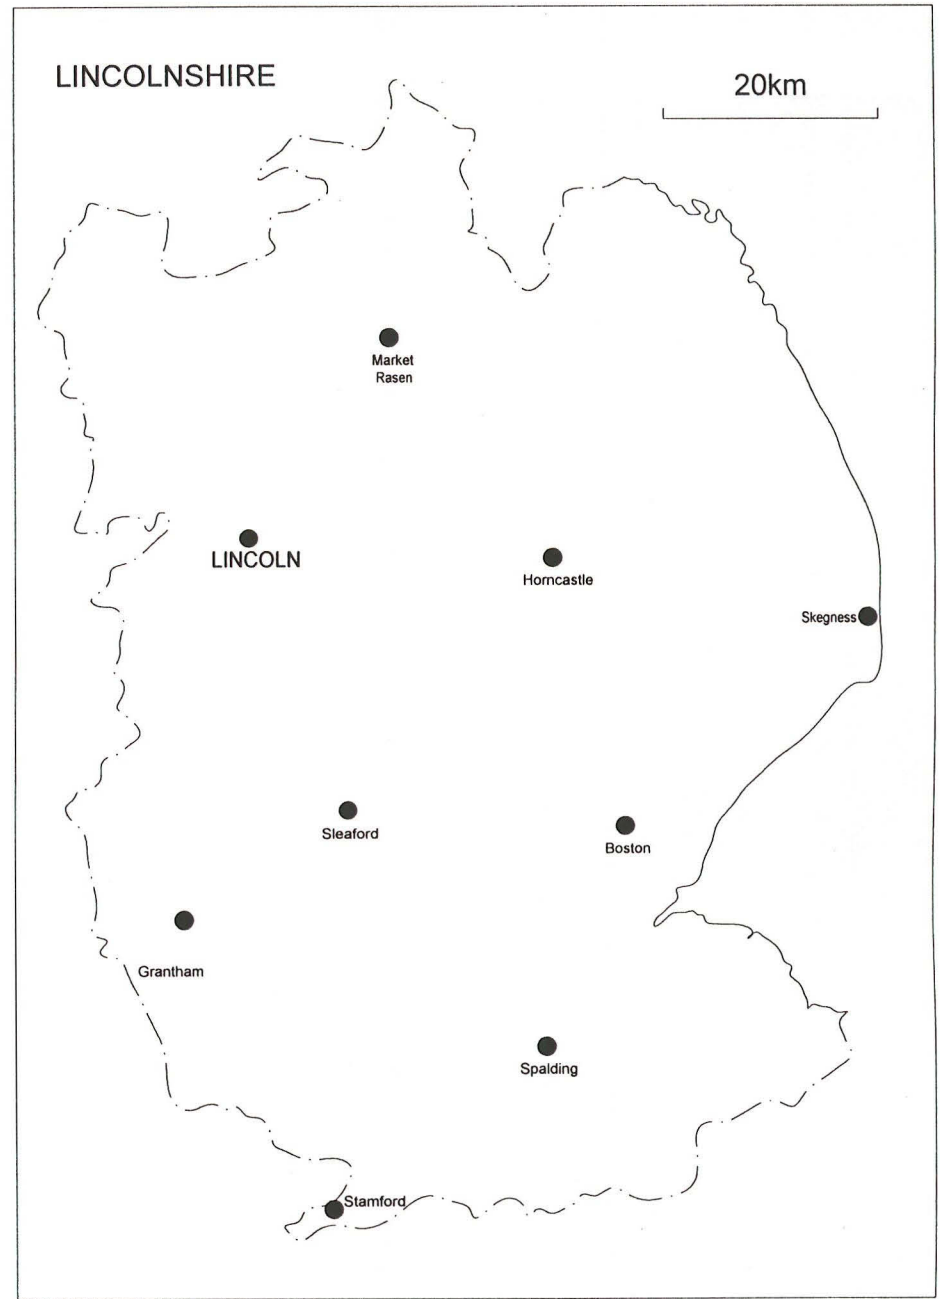 LINCOLNSHIRE
20km
Market
Rasen
LINCOLN
Horncastle
Skegness
Sleaford
Boston
Grantham
Spalding
Stamford